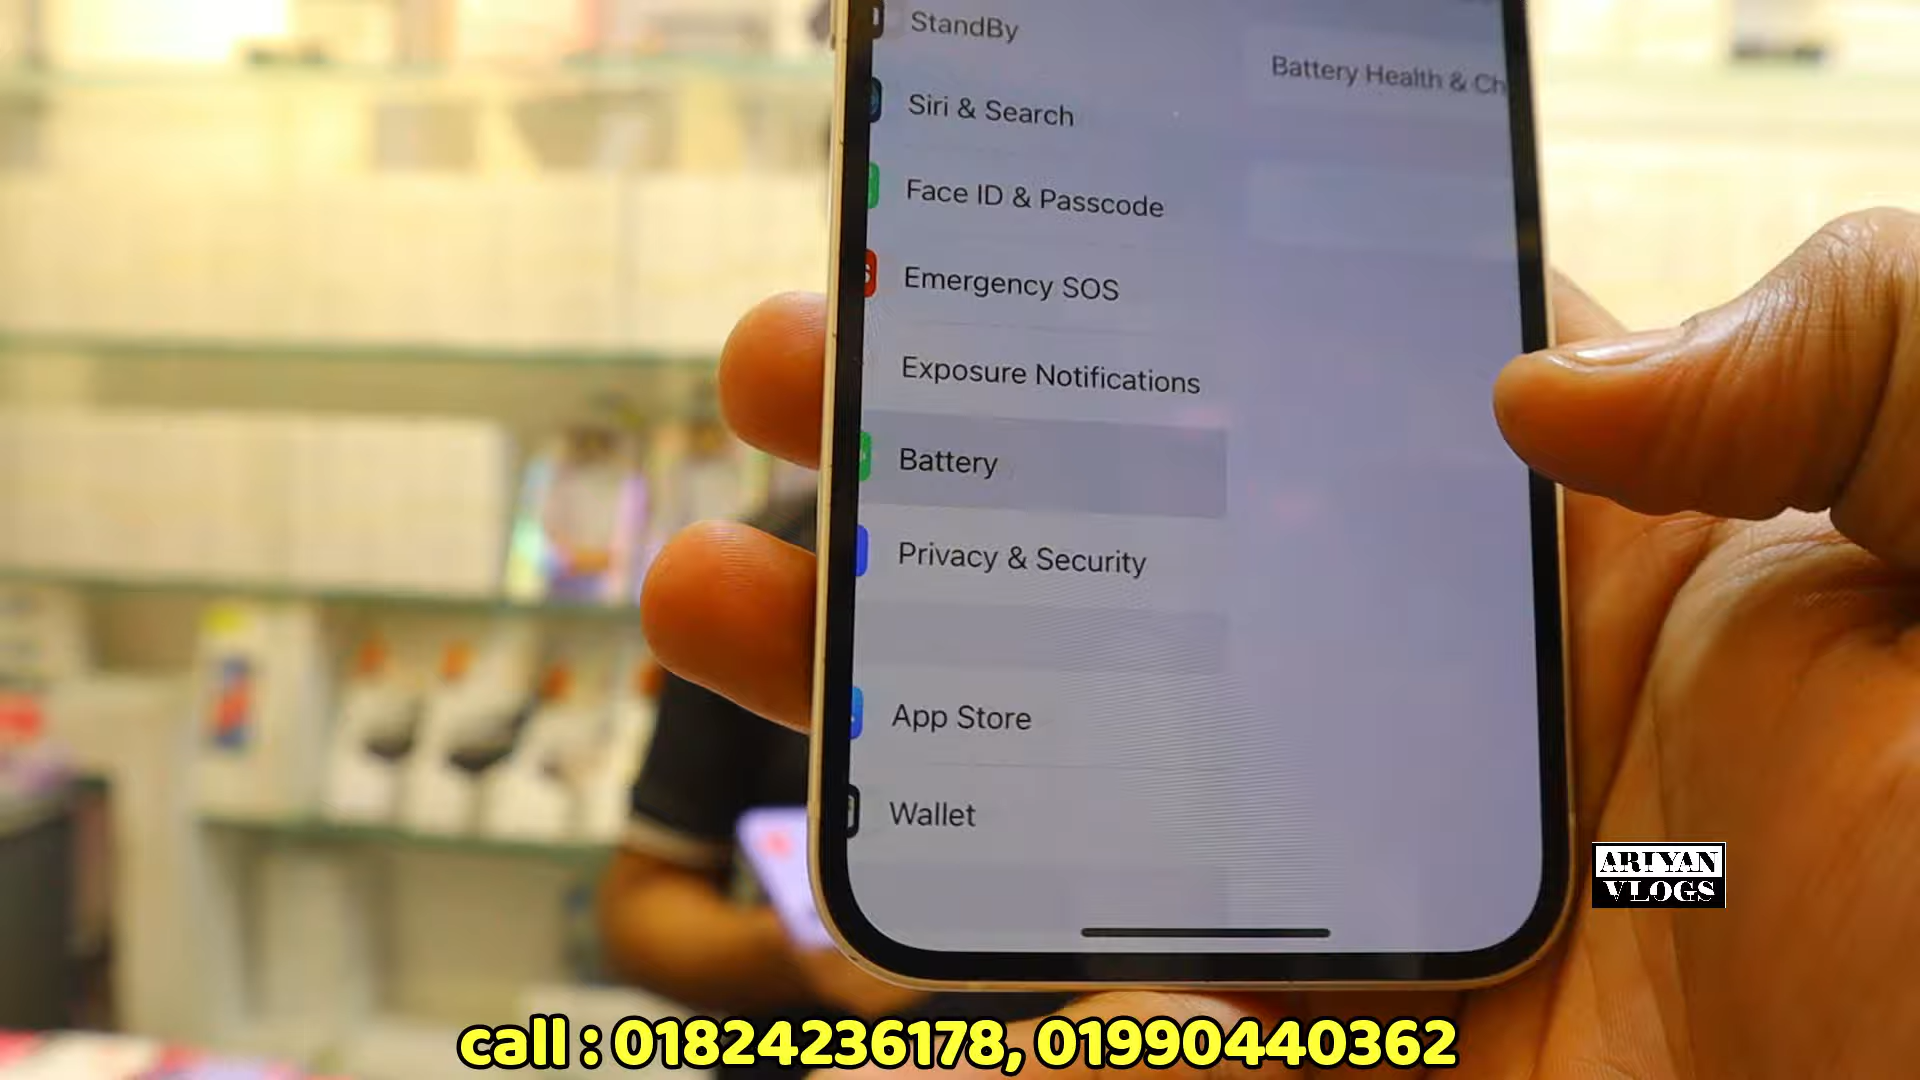 StandBy
Battery Health & Ch
Siri & Search
Face ID & Passcode
Emergency SOS
Exposure Notifications
Battery
Privacy & Security
App Store
Wallet
ARIYAN
VLOGS
call : 01824236178, 01990440362